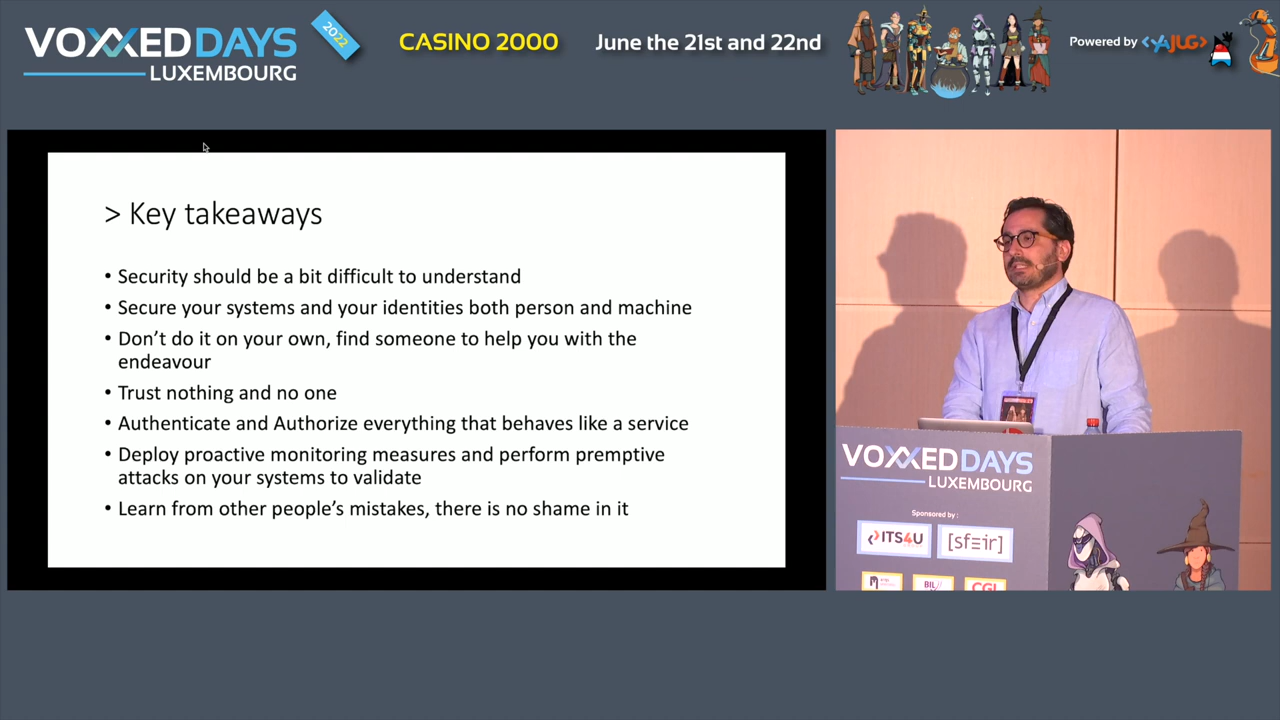 VOXXED DAYS
LUXEMBOURG
2022
CASINO 2000
June the 21st and 22nd
Powered by <YAJUG>
> Key takeaways
• Security should be a bit difficult to understand
• Secure your systems and your identities both person and machine
• Don’t do it on your own, find someone to help you with the
endeavour
• Trust nothing and no one
• Authenticate and Authorize everything that behaves like a service
• Deploy proactive monitoring measures and perform premptive
attacks on your systems to validate
• Learn from other people’s mistakes, there is no shame in it
VOXXED DAYS
LUXEMBOURG
Sponsored by :
ITS4U
[sfeir]
BIL
CGI